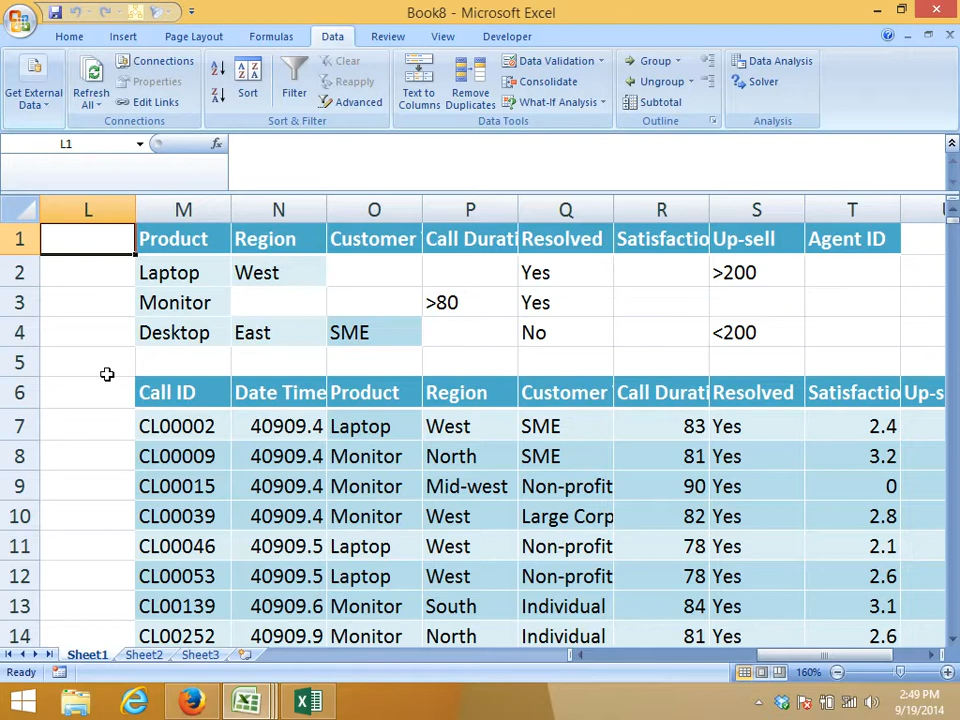 Book8 - Microsoft Excel
Home Insert Page Layout Formulas Data Review View Developer
Get External Data
Refresh All
Connections
Properties
Edit Links
Connections
Sort
Filter
Clear
Reapply
Advanced
Sort & Filter
Text to Columns
Remove Duplicates
Data Validation
Consolidate
What-If Analysis
Data Tools
Group
Ungroup
Subtotal
Outline
Data Analysis
Solver
Analysis
L1 fx
L M N O P Q R S T
1 Product Region Customer Call Durati Resolved Satisfactio Up-sell Agent ID
2 Laptop West Yes >200
3 Monitor >80 Yes
4 Desktop East SME No <200
5
6 Call ID Date Time Product Region Customer Call Durati Resolved Satisfactio Up-s
7 CL00002 40909.4 Laptop West SME 83 Yes 2.4
8 CL00009 40909.4 Monitor North SME 81 Yes 3.2
9 CL00015 40909.4 Monitor Mid-west Non-profit 90 Yes 0
10 CL00039 40909.4 Monitor West Large Corp 82 Yes 2.8
11 CL00046 40909.5 Laptop West Non-profit 78 Yes 2.1
12 CL00053 40909.5 Laptop West Non-profit 78 Yes 2.6
13 CL00139 40909.6 Monitor South Individual 84 Yes 3.1
14 CL00252 40909.9 Monitor North Individual 81 Yes 2.6
Sheet1 Sheet2 Sheet3
Ready 160%
2:49 PM
9/19/2014